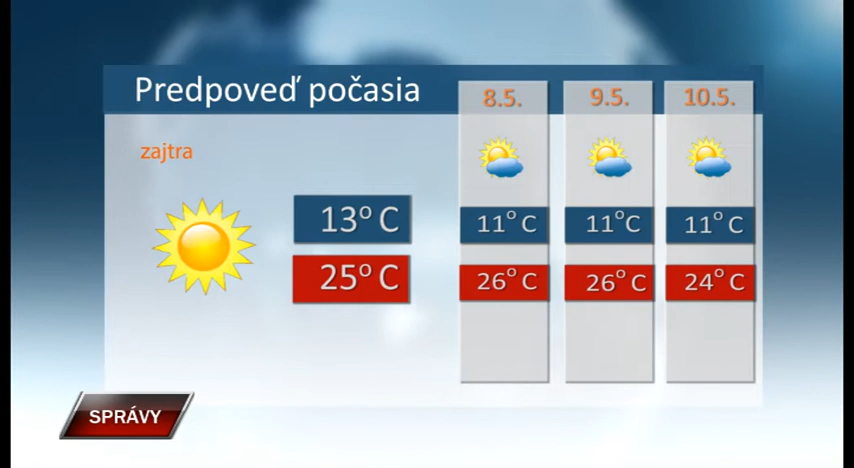 Predpoveď počasia
zajtra
13° C
25° C
8.5.
11° C
26° C
9.5.
11°C
26° C
10.5.
11° C
24° C
SPRÁVY